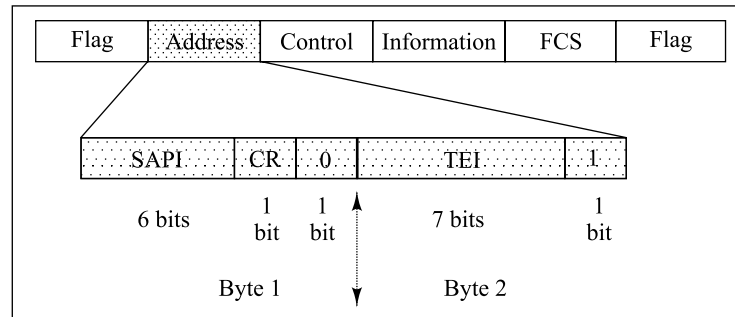 Flag Address Control Information FCS Flag
SAPI CR 0 TEI 1
6 bits 1 bit 1 bit 7 bits 1 bit
Byte 1 Byte 2